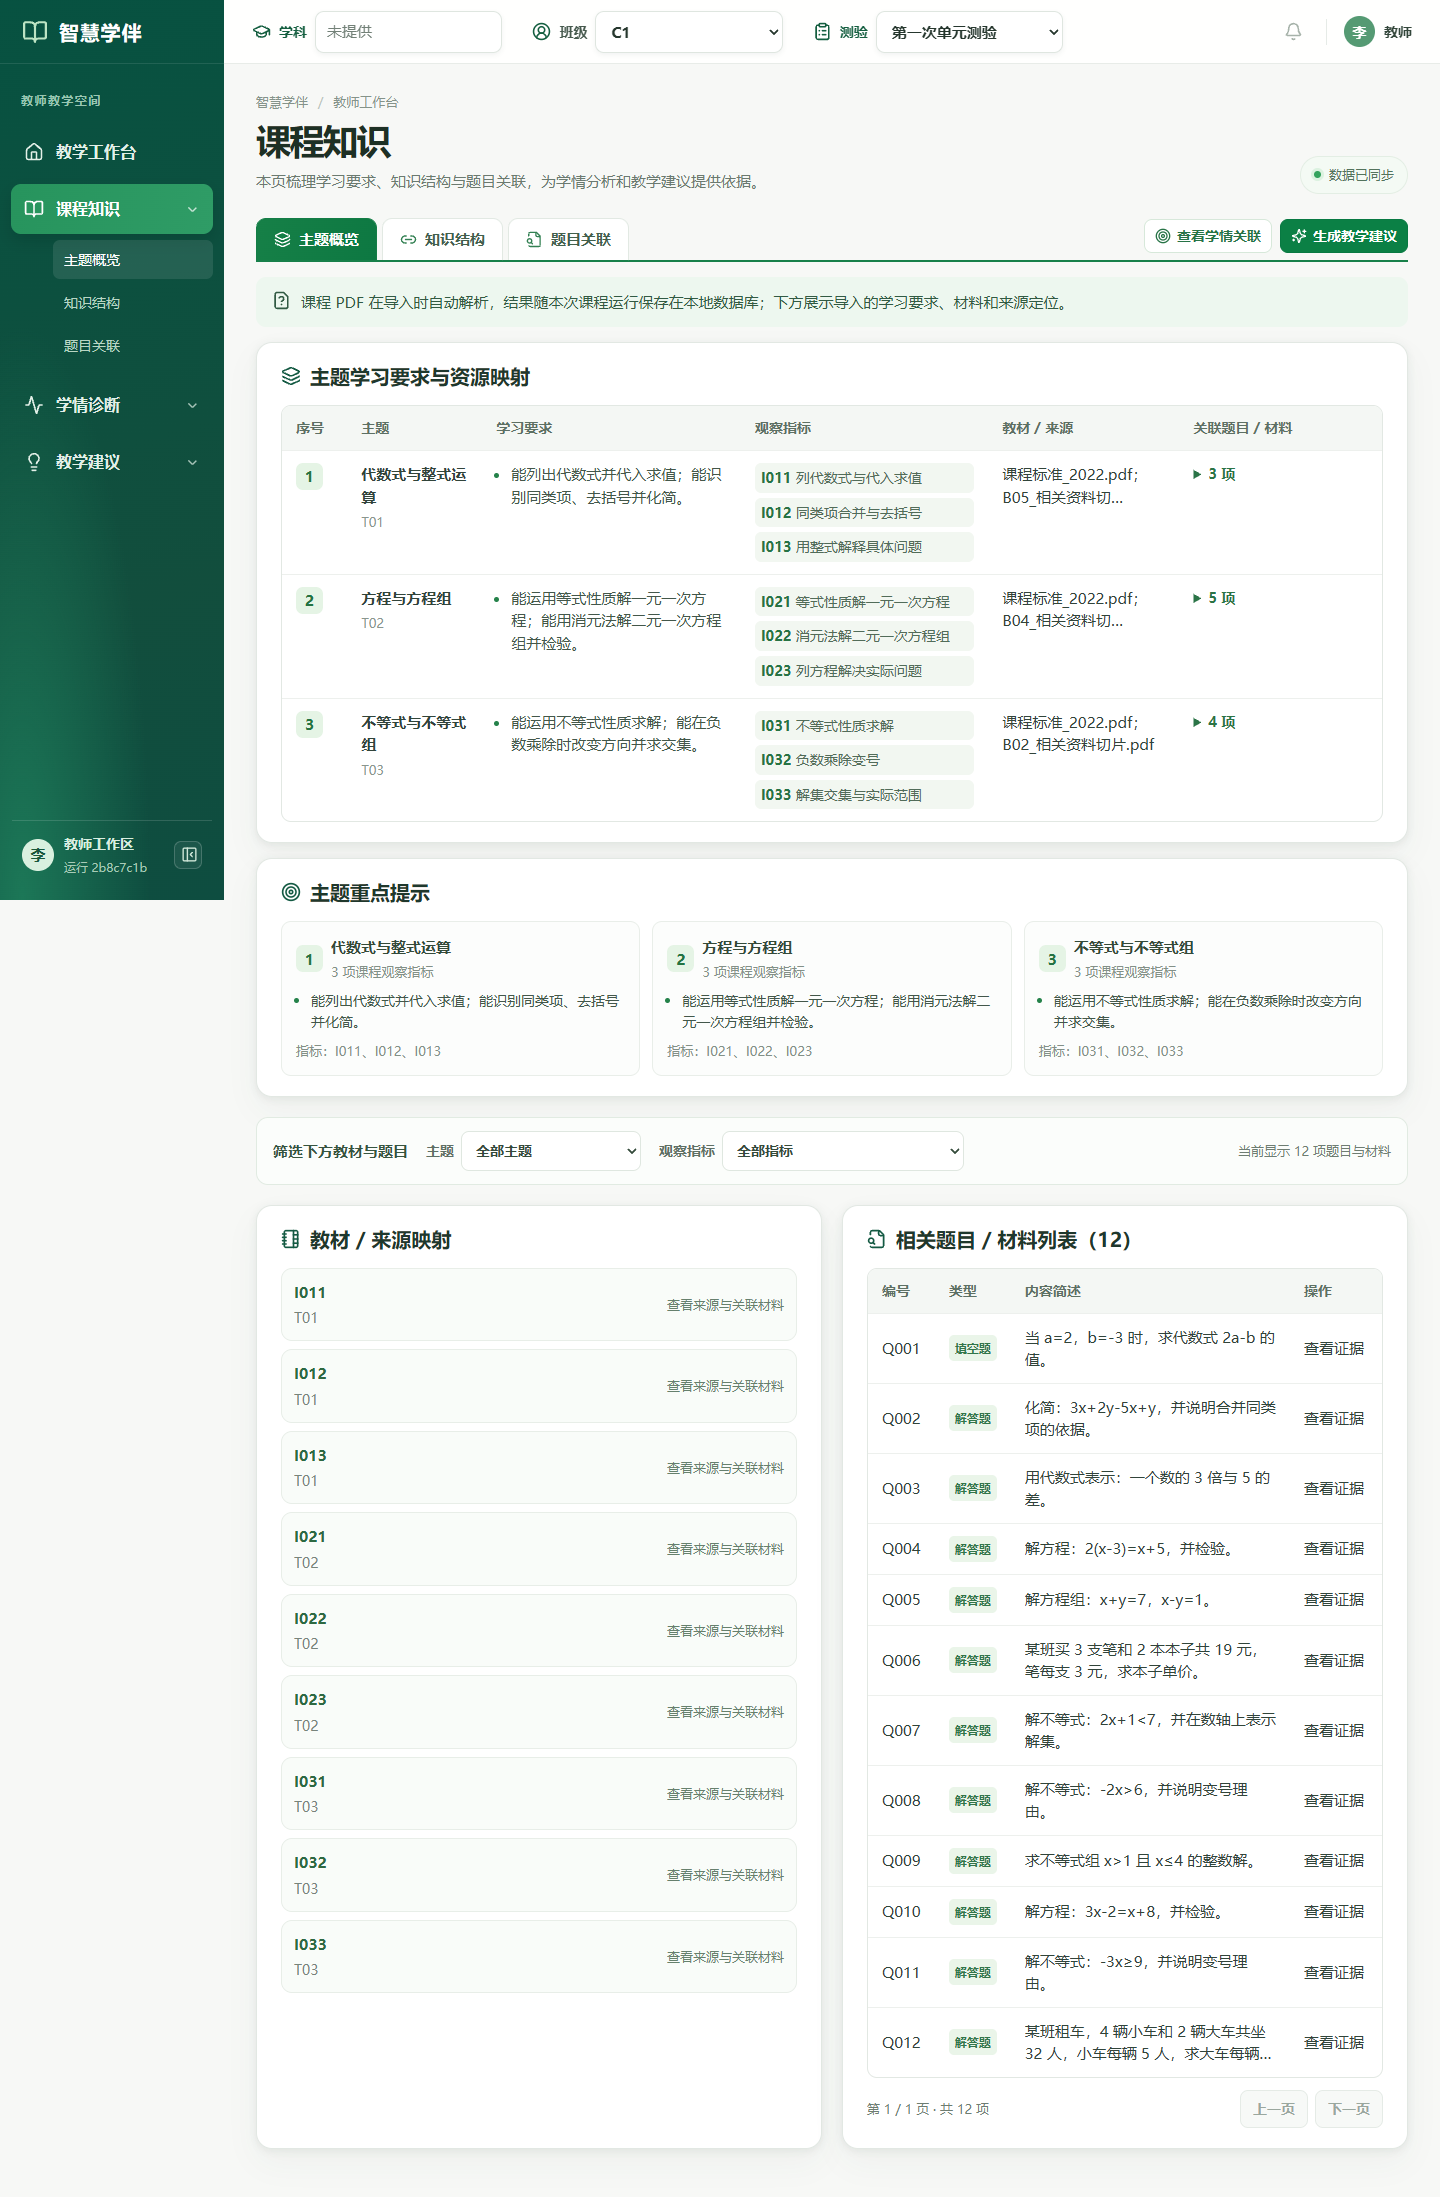 智慧学伴
学科
未提供
班级
C1
测验
第一次单元测验
李
教师
教师教学空间
教学工作台
课程知识
主题概览
知识结构
题目关联
学情诊断
教学建议
李
教师工作区
运行 2b8c7c1b
智慧学伴 / 教师工作台
课程知识
本页梳理学习要求、知识结构与题目关联，为学情分析和教学建议提供依据。
数据已同步
主题概览
知识结构
题目关联
查看学情关联
生成教学建议
课程 PDF 在导入时自动解析，结果随本次课程运行保存在本地数据库；下方展示导入的学习要求、材料和来源定位。
主题学习要求与资源映射
序号 主题 学习要求 观察指标 教材 / 来源 关联题目 / 材料
1
代数式与整式运
算
T01
能列出代数式并代入求值；能识
别同类项、去括号并化简。
I011 列代数式与代入求值
I012 同类项合并与去括号
I013 用整式解释具体问题
课程标准_2022.pdf；
B05_相关资料切...
3 项
2
方程与方程组
T02
能运用等式性质解一元一次方
程；能用消元法解二元一次方程
组并检验。
I021 等式性质解一元一次方程
I022 消元法解二元一次方程组
I023 列方程解决实际问题
课程标准_2022.pdf；
B04_相关资料切...
5 项
3
不等式与不等式
组
T03
能运用不等式性质求解；能在负
数乘除时改变方向并求交集。
I031 不等式性质求解
I032 负数乘除变号
I033 解集交集与实际范围
课程标准_2022.pdf；
B02_相关资料切片.pdf
4 项
主题重点提示
1
代数式与整式运算
3 项课程观察指标
能列出代数式并代入求值；能识别同类项、去括号
并化简。
指标：I011、I012、I013
2
方程与方程组
3 项课程观察指标
能运用等式性质解一元一次方程；能用消元法解二
元一次方程组并检验。
指标：I021、I022、I023
3
不等式与不等式组
3 项课程观察指标
能运用不等式性质求解；能在负数乘除时改变方向
并求交集。
指标：I031、I032、I033
筛选下方教材与题目
主题
全部主题
观察指标
全部指标
当前显示 12 项题目与材料
教材 / 来源映射
I011
T01
查看来源与关联材料
I012
T01
查看来源与关联材料
I013
T01
查看来源与关联材料
I021
T02
查看来源与关联材料
I022
T02
查看来源与关联材料
I023
T02
查看来源与关联材料
I031
T03
查看来源与关联材料
I032
T03
查看来源与关联材料
I033
T03
查看来源与关联材料
相关题目 / 材料列表（12）
编号 类型 内容简述 操作
Q001 填空题 当 a=2，b=-3 时，求代数式 2a-b 的
值。
查看证据
Q002 解答题 化简：3x+2y-5x+y，并说明合并同类
项的依据。
查看证据
Q003 解答题 用代数式表示：一个数的 3 倍与 5 的
差。
查看证据
Q004 解答题 解方程：2(x-3)=x+5，并检验。 查看证据
Q005 解答题 解方程组：x+y=7，x-y=1。 查看证据
Q006 解答题 某班买 3 支笔和 2 本本子共 19 元，
笔每支 3 元，求本子单价。
查看证据
Q007 解答题 解不等式：2x+1<7，并在数轴上表示
解集。
查看证据
Q008 解答题 解不等式：-2x>6，并说明变号理
由。
查看证据
Q009 解答题 求不等式组 x>1 且 x≤4 的整数解。 查看证据
Q010 解答题 解方程：3x-2=x+8，并检验。 查看证据
Q011 解答题 解不等式：-3x≥9，并说明变号理
由。
查看证据
Q012 解答题 某班租车，4 辆小车和 2 辆大车共坐
32 人，小车每辆 5 人，求大车每辆...
查看证据
第 1 / 1 页 · 共 12 项
上一页
下一页